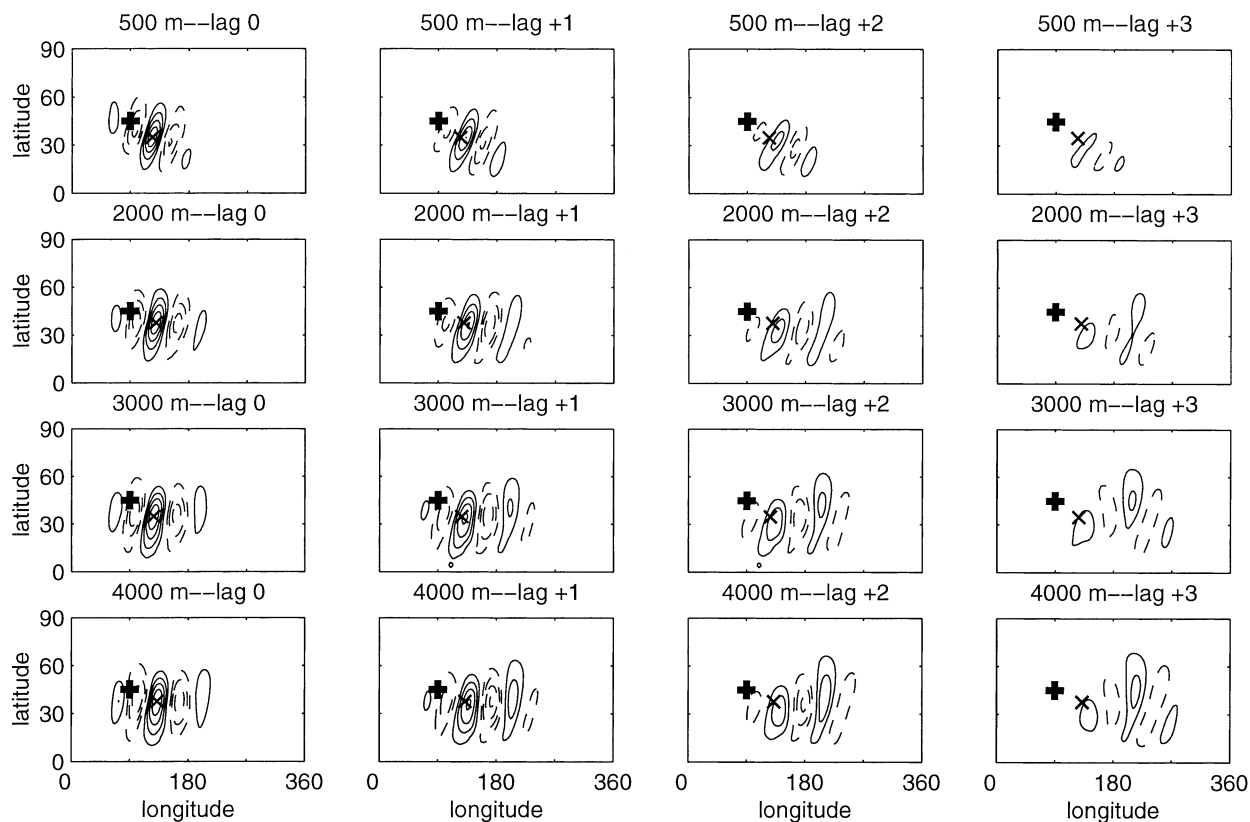 500 m--lag 0
500 m--lag +1
500 m--lag +2
500 m--lag +3
90
60
30
0
latitude
2000 m--lag 0
2000 m--lag +1
2000 m--lag +2
2000 m--lag +3
90
60
30
0
latitude
3000 m--lag 0
3000 m--lag +1
3000 m--lag +2
3000 m--lag +3
90
60
30
0
latitude
4000 m--lag 0
4000 m--lag +1
4000 m--lag +2
4000 m--lag +3
90
60
30
0
latitude
0 180 360
0 180 360
0 180 360
0 180 360
longitude
longitude
longitude
longitude